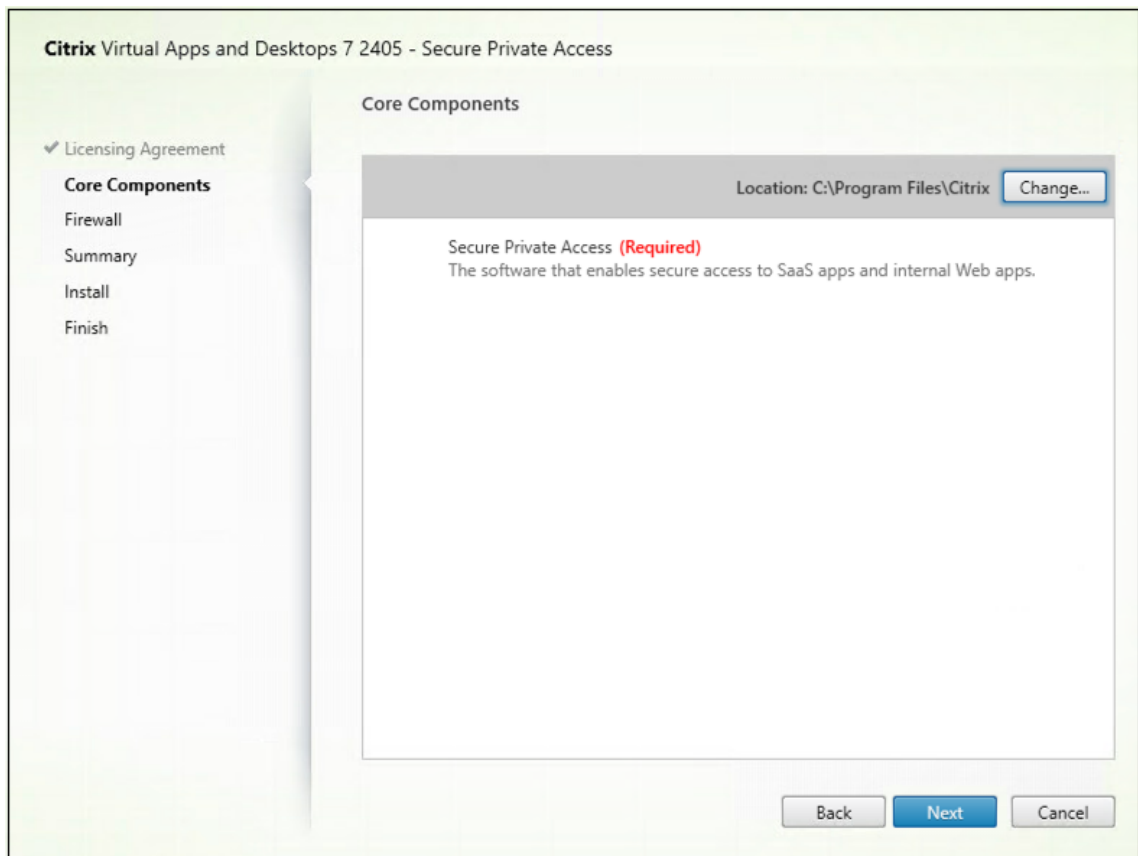 Citrix Virtual Apps and Desktops 7 2405 - Secure Private Access
Licensing Agreement
Core Components
Firewall
Summary
Install
Finish
Core Components
Location: C:\Program Files\Citrix
Change...
Secure Private Access (Required)
The software that enables secure access to SaaS apps and internal Web apps.
Back
Next
Cancel